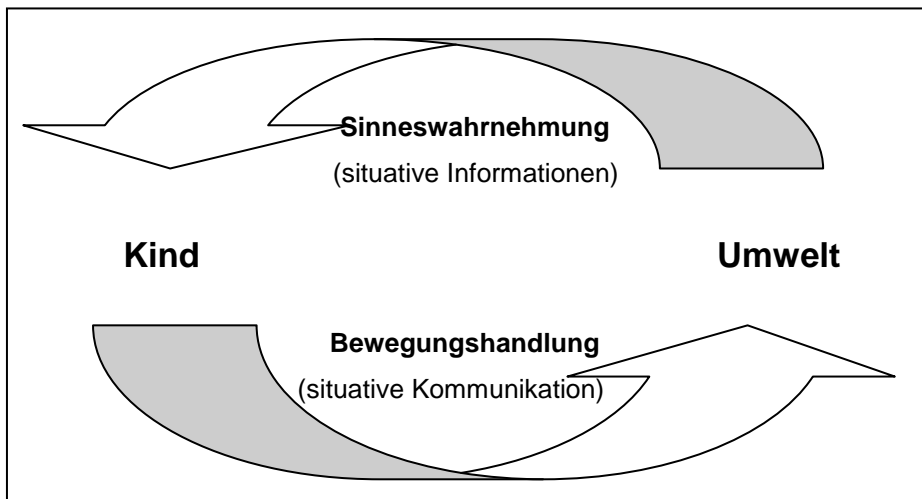 Sinneswahrnehmung
(situative Informationen)
Kind
Umwelt
Bewegungshandlung
(situative Kommunikation)